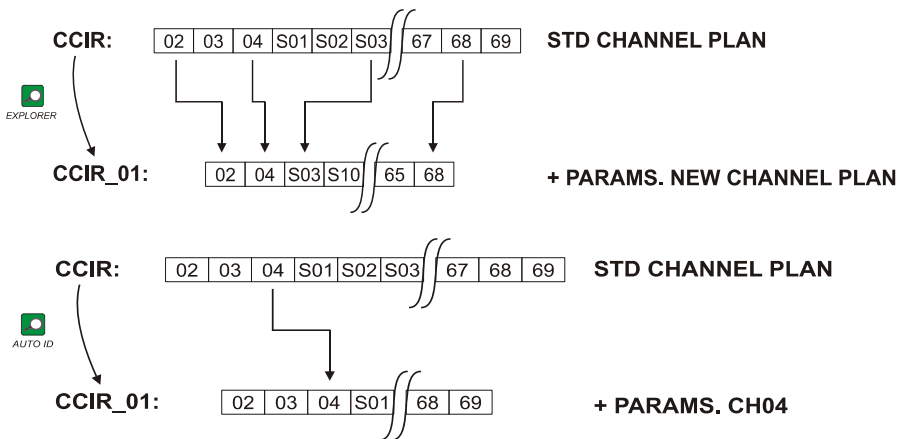 CCIR: 02 03 04 S01 S02 S03 67 68 69 STD CHANNEL PLAN
EXPLORER
CCIR_01: 02 04 S03 S10 65 68 + PARAMS. NEW CHANNEL PLAN
CCIR: 02 03 04 S01 S02 S03 67 68 69 STD CHANNEL PLAN
AUTO ID
CCIR_01: 02 03 04 S01 68 69 + PARAMS. CH04